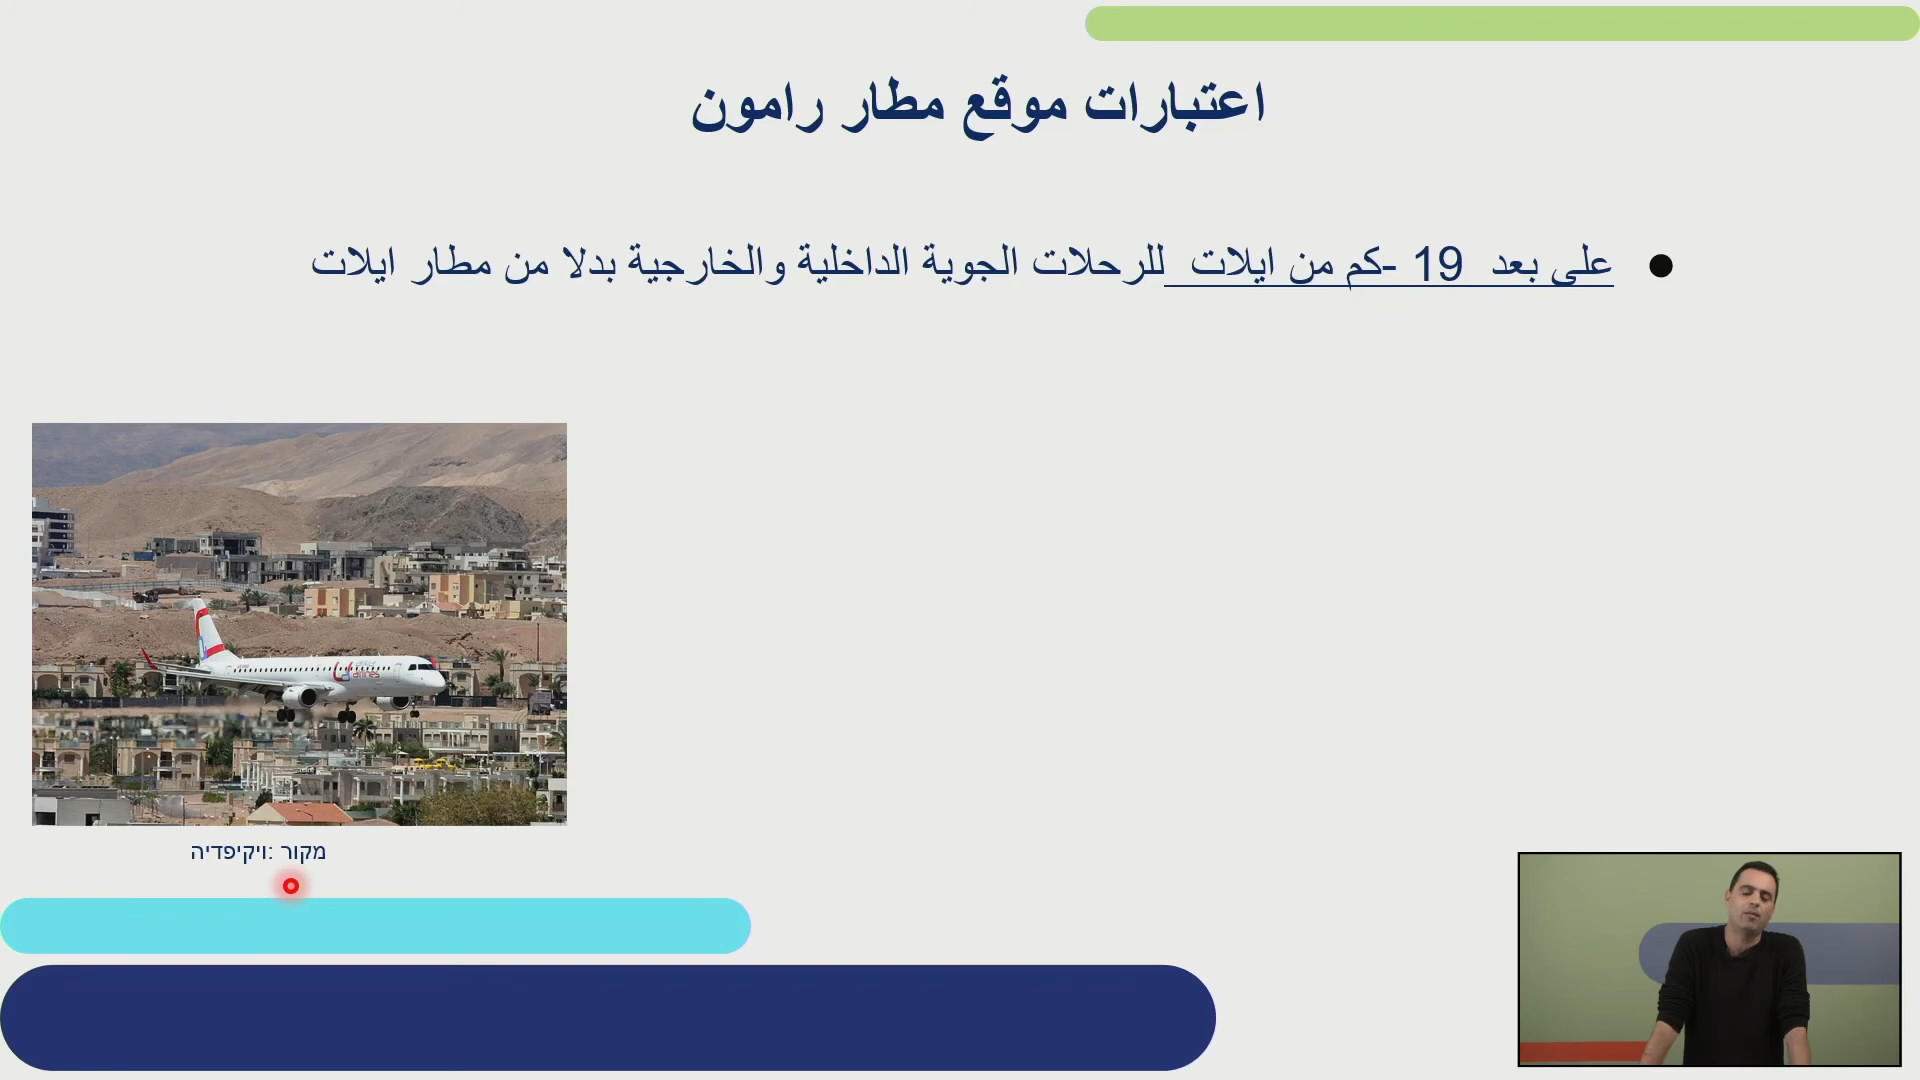 اعتبارات موقع مطار رامون
● على بعد 19 -كم من ايلات للرحلات الجوية الداخلية والخارجية بدلا من مطار ايلات
airlines
מקור :ויקיפדיה